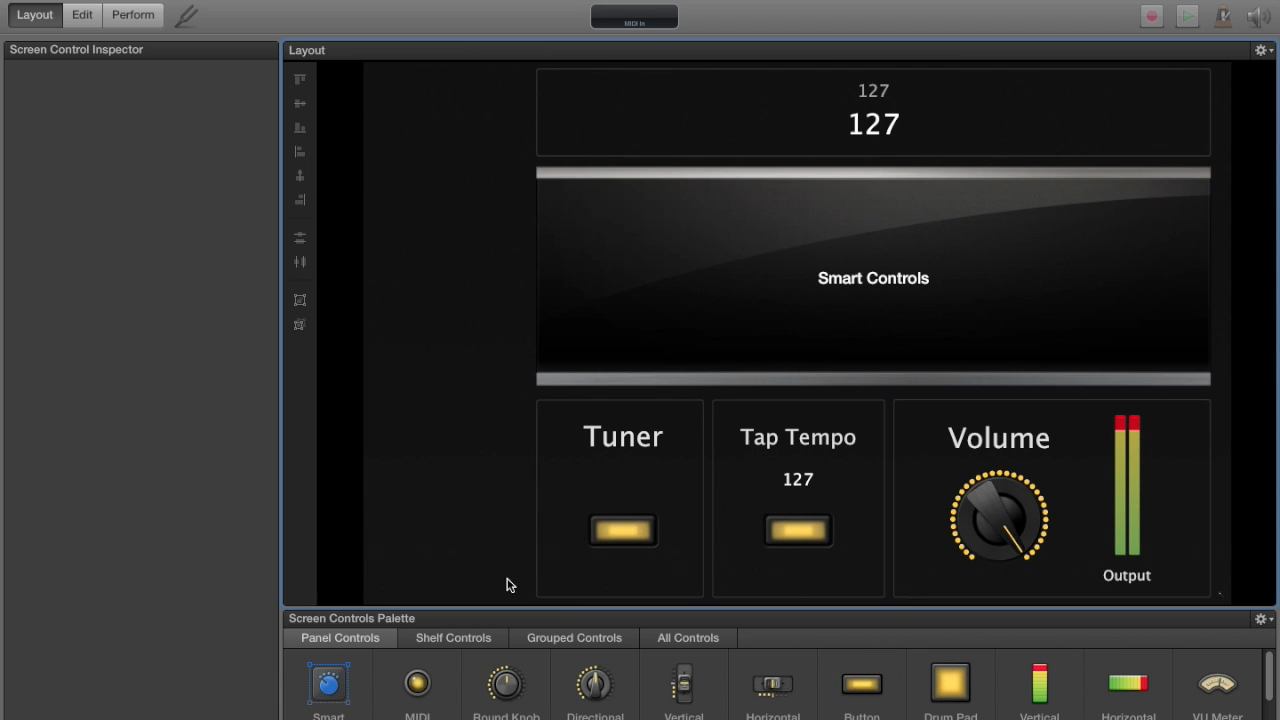 Layout Edit Perform
MIDI In
Screen Control Inspector
Layout
127
127
Smart Controls
Tuner
Tap Tempo
127
Volume
Output
Screen Controls Palette
Panel Controls Shelf Controls Grouped Controls All Controls
Smart MIDI Round Knob Directional Vertical Horizontal Button Drum Pad Vertical Horizontal VU Meter